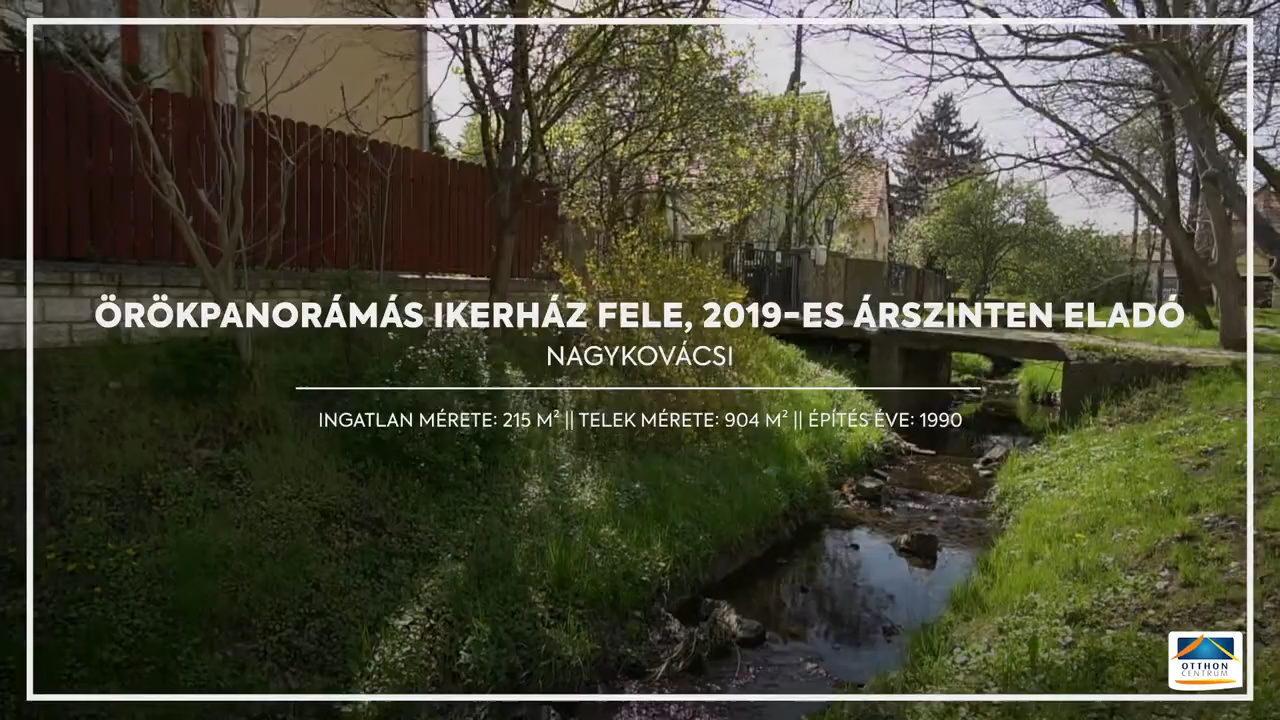 ÖRÖKPANORÁMÁS IKERHÁZ FELE, 2019-ES ÁRSZINTEN ELADÓ
NAGYKOVÁCSI
INGATLAN MÉRETE: 215 M² || TELEK MÉRETE: 904 M² || ÉPÍTÉS ÉVE: 1990
OTTHON
CENTRUM